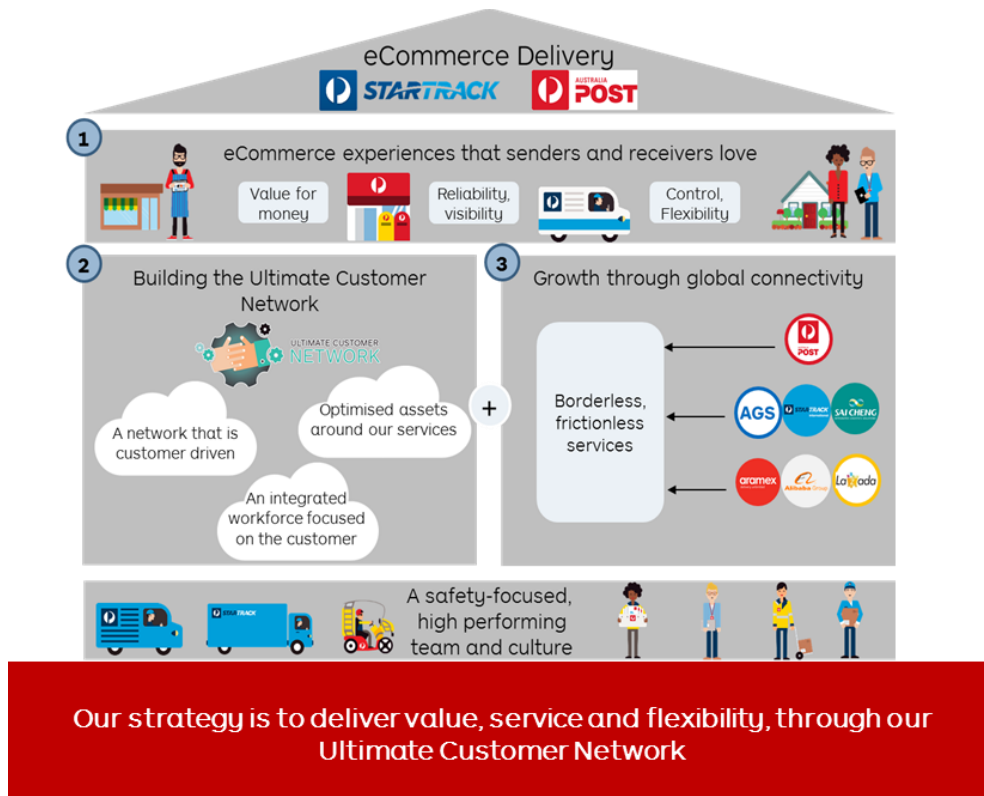 eCommerce Delivery
STARTRACK
AUSTRALIA
POST
1
eCommerce experiences that senders and receivers love
Value for
money
Reliability,
visibility
Control,
Flexibility
2
Building the Ultimate Customer
Network
ULTIMATE CUSTOMER
NETWORK
A network that is
customer driven
Optimised assets
around our services
An integrated
workforce focused
on the customer
+
3
Growth through global connectivity
Borderless,
frictionless
services
POST
AGS
STARTRACK
SAI CHENG
aramex
Alibaba Group
Lazada
STARTRACK
A safety-focused,
high performing
team and culture
Our strategy is to deliver value, service and flexibility, through our
Ultimate Customer Network